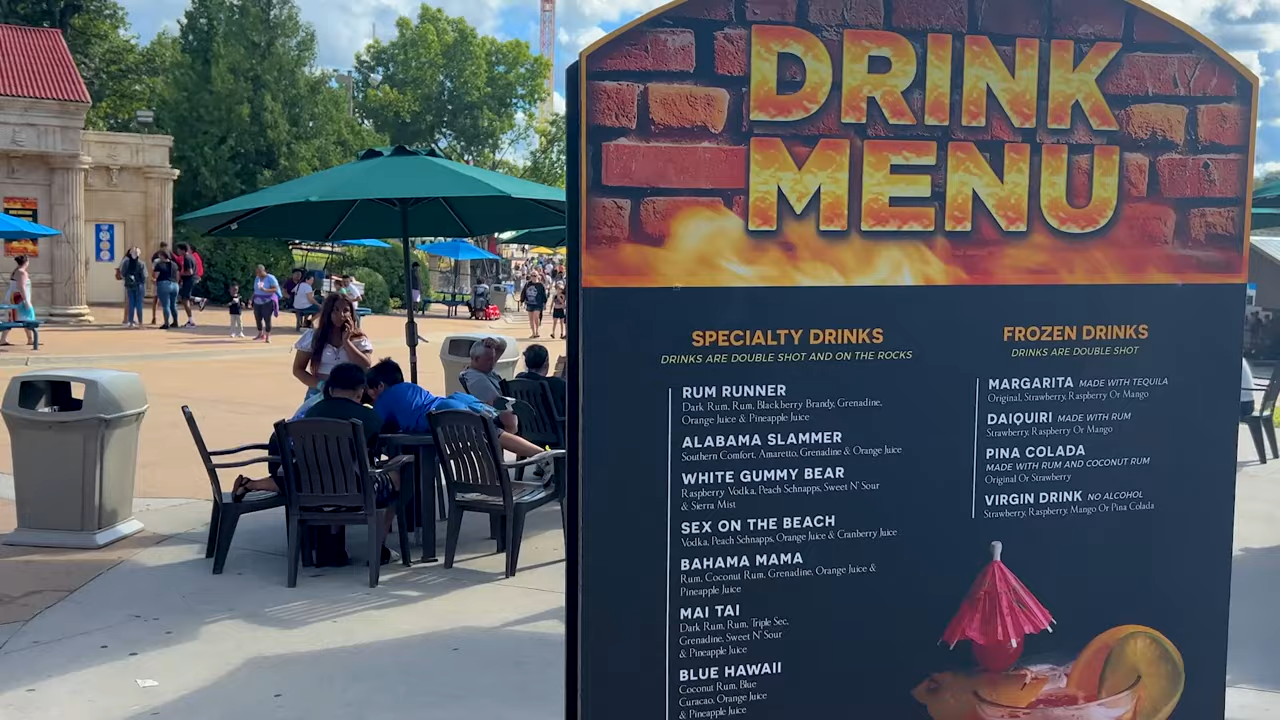 DRINK
MENU
SPECIALTY DRINKS
DRINKS ARE DOUBLE SHOT AND ON THE ROCKS
RUM RUNNER
Dark Rum, Rum, Blackberry Brandy, Grenadine,
Orange Juice & Pineapple Juice
ALABAMA SLAMMER
Southern Comfort, Amaretto, Grenadine & Orange Juice
WHITE GUMMY BEAR
Raspberry Vodka, Peach Schnapps, Sweet N' Sour
& Sierra Mist
SEX ON THE BEACH
Vodka, Peach Schnapps, Orange Juice & Cranberry Juice
BAHAMA MAMA
Rum, Coconut Rum, Grenadine, Orange Juice &
Pineapple Juice
MAI TAI
Dark Rum, Rum, Triple Sec,
Grenadine, Sweet N' Sour
& Pineapple Juice
BLUE HAWAII
Coconut Rum, Blue
Curacao, Orange Juice
& Pineapple Juice
FROZEN DRINKS
DRINKS ARE DOUBLE SHOT
MARGARITA MADE WITH TEQUILA
Original, Strawberry, Raspberry Or Mango
DAIQUIRI MADE WITH RUM
Strawberry, Raspberry Or Mango
PINA COLADA
MADE WITH RUM AND COCONUT RUM
Original Or Strawberry
VIRGIN DRINK NO ALCOHOL
Strawberry, Raspberry, Mango Or Pina Colada